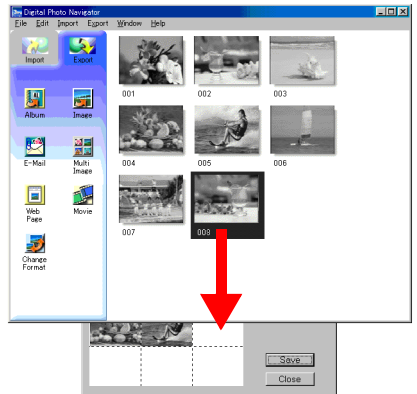 Digital Photo Navigator
File Edit Import Export Window Help
Import Export
001 002 003
Album Image
004 005 006
E-Mail Multi Image
Web Page Movie
007 008
Change Format
Save...
Close